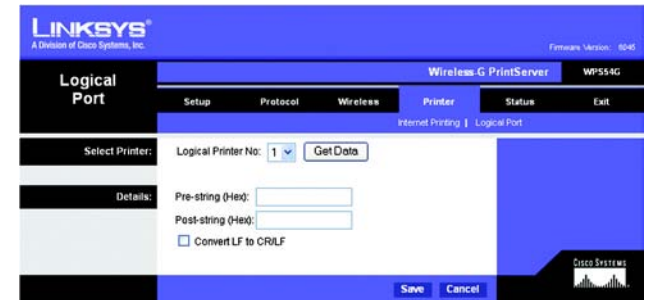 LINKSYS®
A Division of Cisco Systems, Inc.
Firmware Version: 6045
Logical Port
Wireless-G PrintServer WPS54G
Setup Protocol Wireless Printer Status Exit
Internet Printing | Logical Port
Select Printer: Logical Printer No: 1 Get Data
Details: Pre-string (Hex):
Post-string (Hex):
Convert LF to CR/LF
Save Cancel
CISCO SYSTEMS